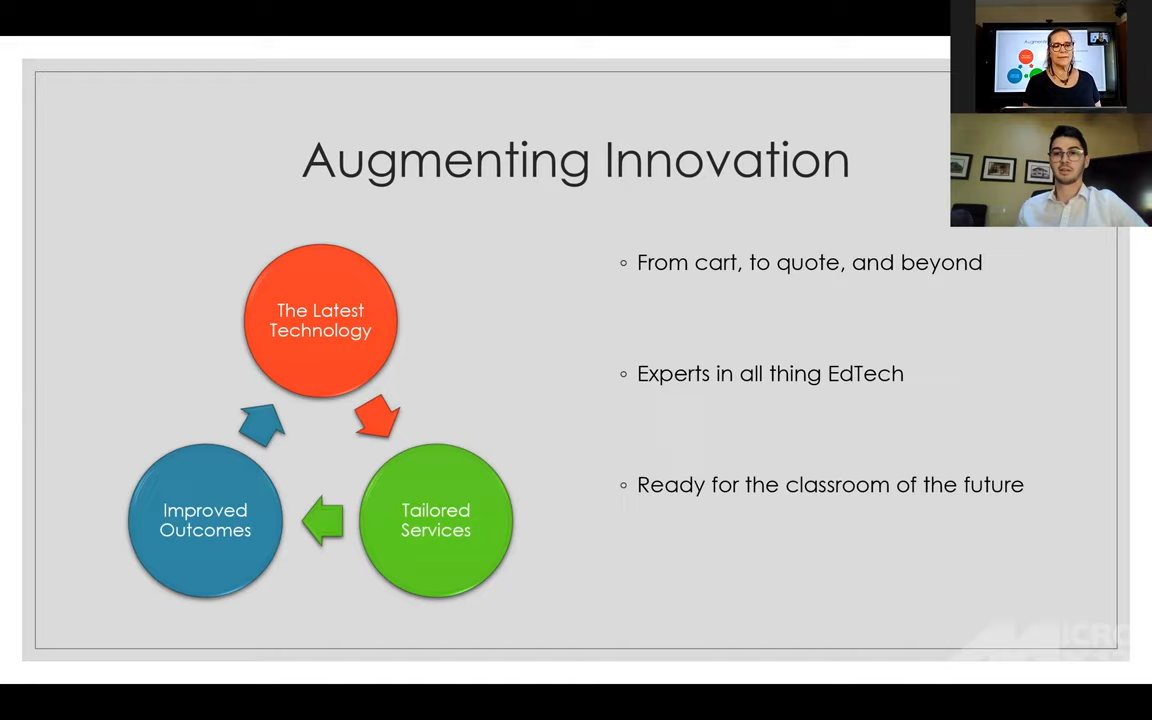 Augmenting Innovation
The Latest
Technology
Improved
Outcomes
Tailored
Services
◦ From cart, to quote, and beyond
◦ Experts in all thing EdTech
◦ Ready for the classroom of the future